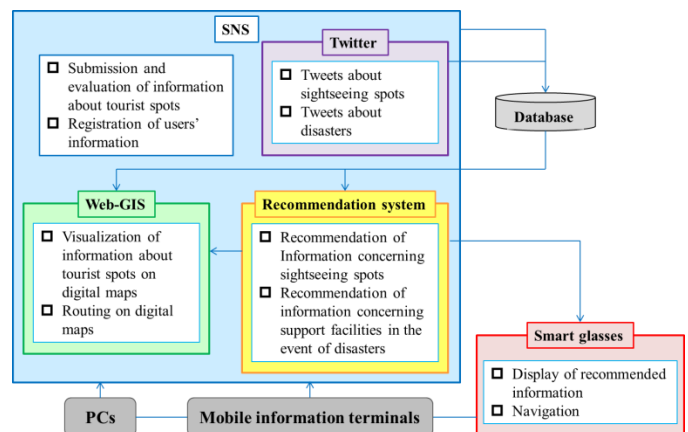 SNS
Submission and
evaluation of information
about tourist spots
Registration of users'
information
Twitter
Tweets about
sightseeing spots
Tweets about
disasters
Database
Web-GIS
Visualization of
information about
tourist spots on
digital maps
Routing on digital
maps
Recommendation system
Recommendation of
Information concerning
sightseeing spots
Recommendation of
information concerning
support facilities in the
event of disasters
Smart glasses
Display of recommended
information
Navigation
PCs
Mobile information terminals